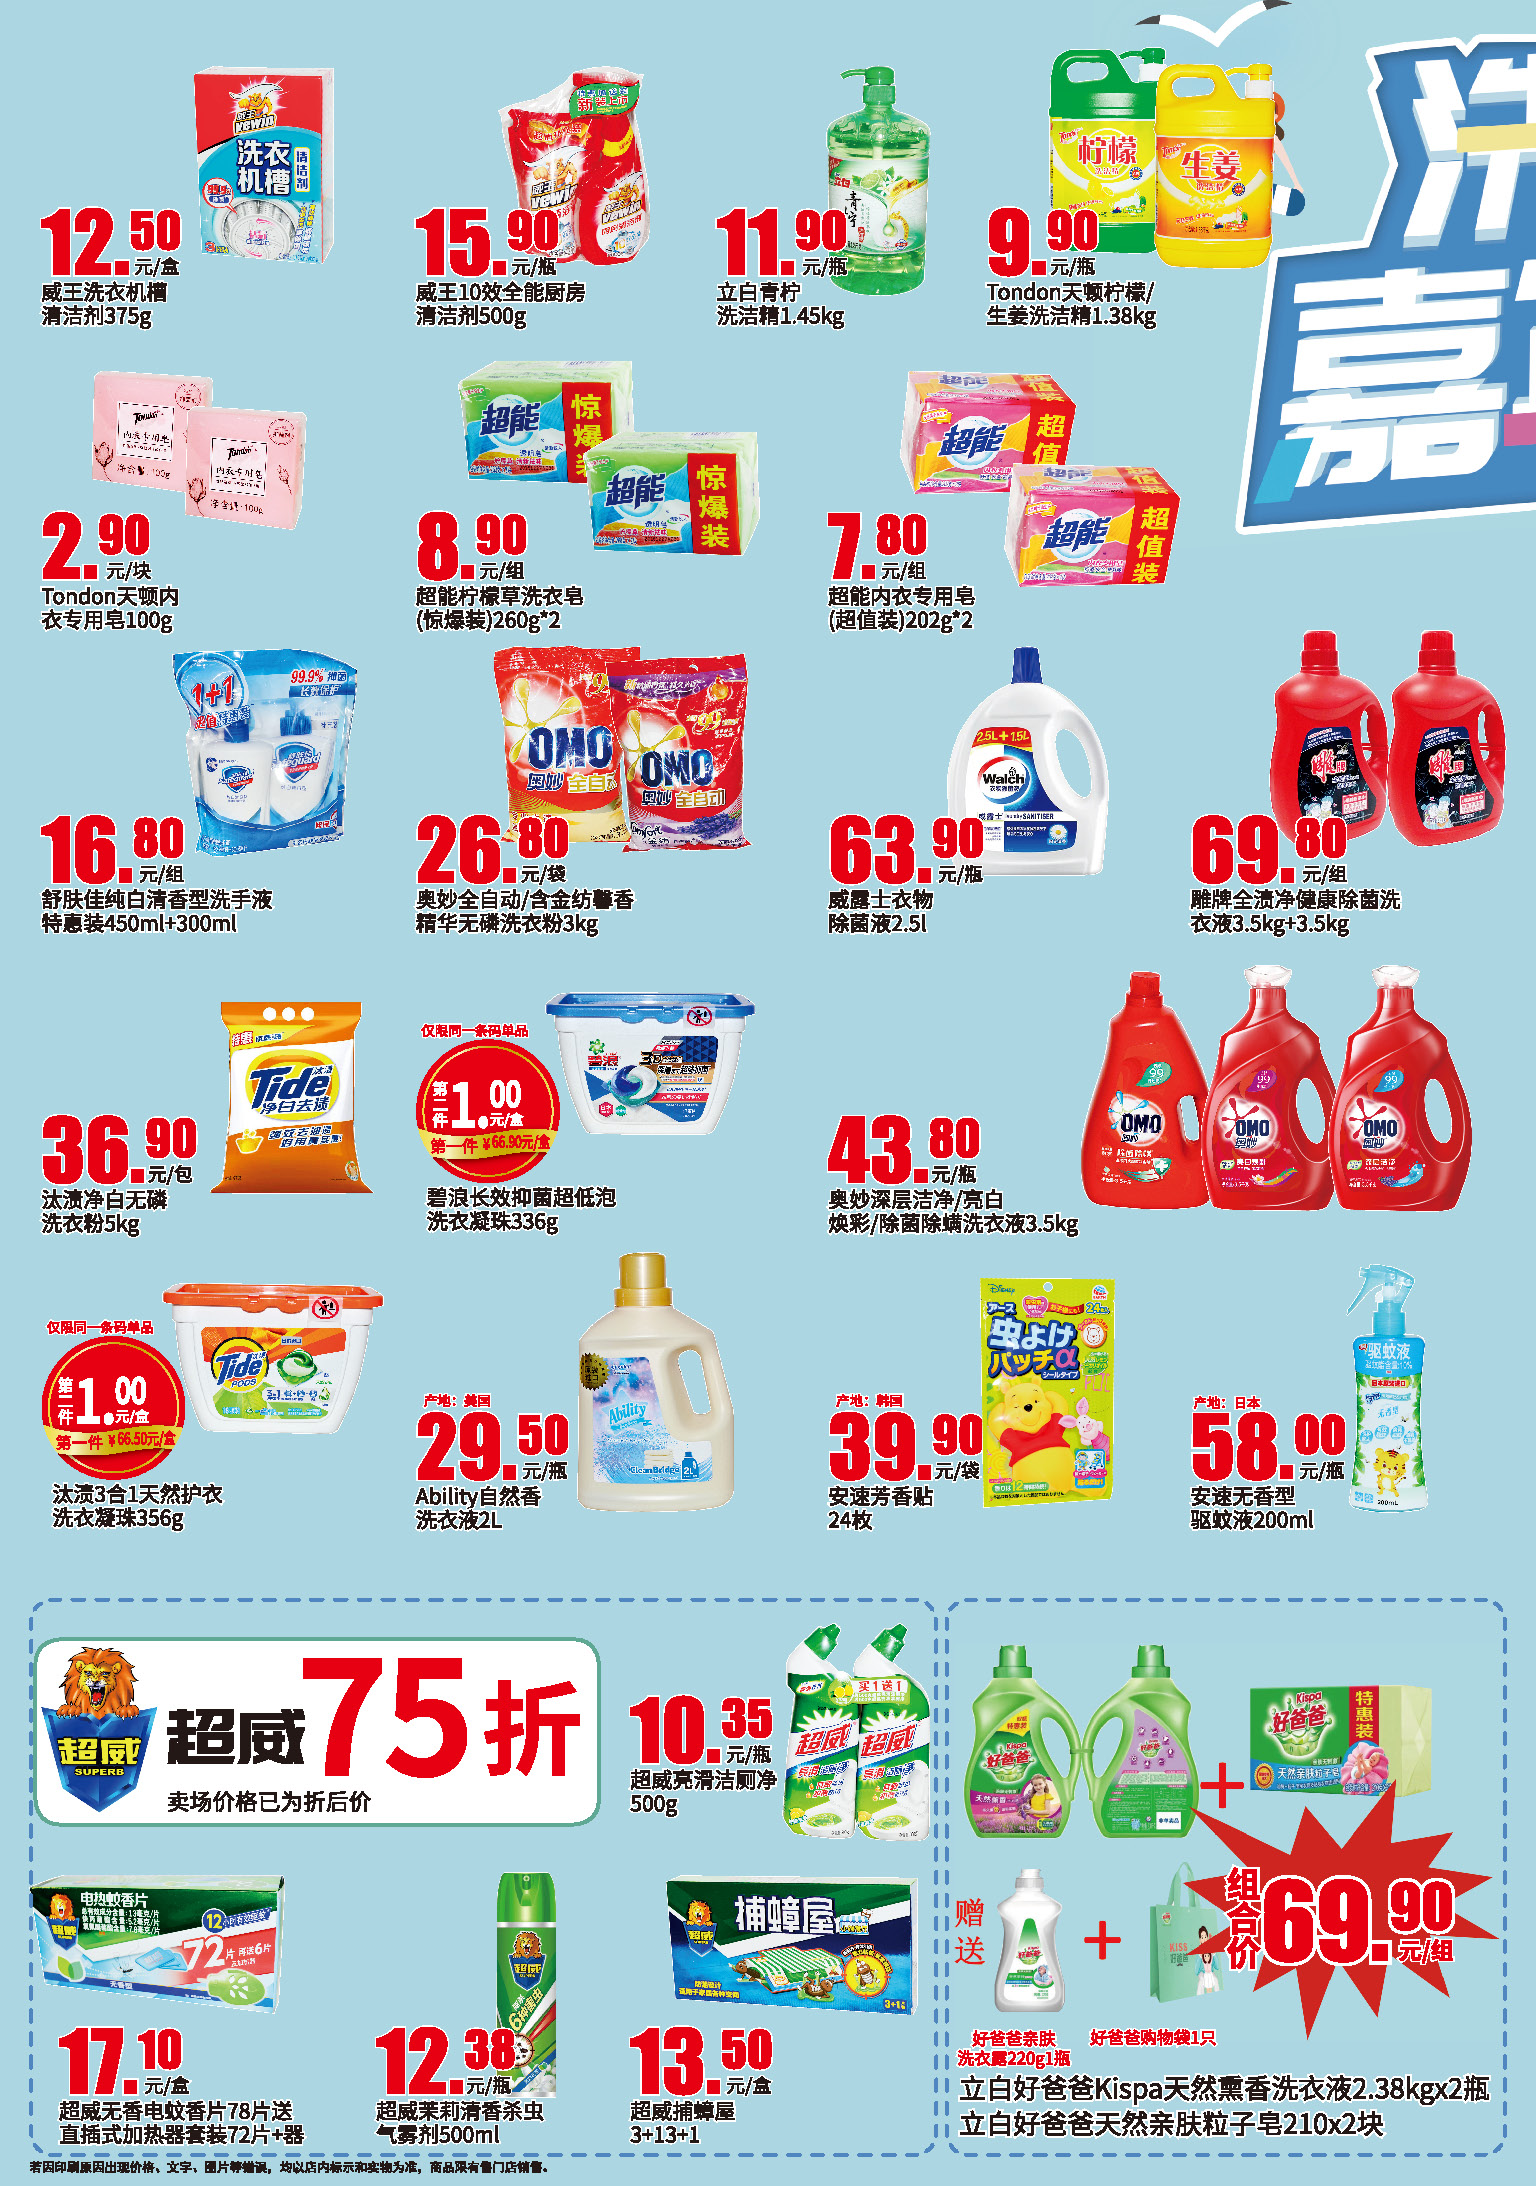 12.50元/盒
威王洗衣机槽
清洁剂375g
15.90元/瓶
威王10效全能厨房
清洁剂500g
11.90元/瓶
立白青柠
洗洁精1.45kg
9.90元/瓶
Tondon天顿柠檬/
生姜洗洁精1.38kg
嘉
2.90元/块
Tondon天顿内
衣专用皂100g
8.90元/组
超能柠檬草洗衣皂
(惊爆装)260g*2
7.80元/组
超能内衣专用皂
(超值装)202g*2
16.80元/组
舒肤佳纯白清香型洗手液
特惠装450ml+300ml
26.80元/袋
奥妙全自动/含金纺馨香
精华无磷洗衣粉3kg
63.90元/瓶
威露士衣物
除菌液2.5l
69.80元/组
雕牌全渍净健康除菌洗
衣液3.5kg+3.5kg
36.90元/包
汰渍净白无磷
洗衣粉5kg
仅限同一条码单品
第二件1.00元/盒
第一件￥66.90元/盒
碧浪长效抑菌超低泡
洗衣凝珠336g
43.80元/瓶
奥妙深层洁净/亮白
焕彩/除菌除螨洗衣液3.5kg
仅限同一条码单品
第二件1.00元/盒
第一件￥66.50元/盒
汰渍3合1天然护衣
洗衣凝珠356g
产地：美国
29.50元/瓶
Ability自然香
洗衣液2L
产地：韩国
39.90元/袋
安速芳香贴
24枚
产地：日本
58.00元/瓶
安速无香型
驱蚊液200ml
超威
SUPERB
超威75折
卖场价格已为折后价
10.35元/瓶
超威亮滑洁厕净
500g
17.10元/盒
超威无香电蚊香片78片送
直插式加热器套装72片+器
12.38元/瓶
超威茉莉清香杀虫
气雾剂500ml
13.50元/盒
超威捕蟑屋
3+13+1
+
赠送
+
组合价69.90元/组
好爸爸亲肤
洗衣露220g1瓶
好爸爸购物袋1只
立白好爸爸Kispa天然熏香洗衣液2.38kgx2瓶
立白好爸爸天然亲肤粒子皂210x2块
若因印刷原因出现价格、文字、图片等错误，均以店内标示和实物为准，商品限有售门店销售。